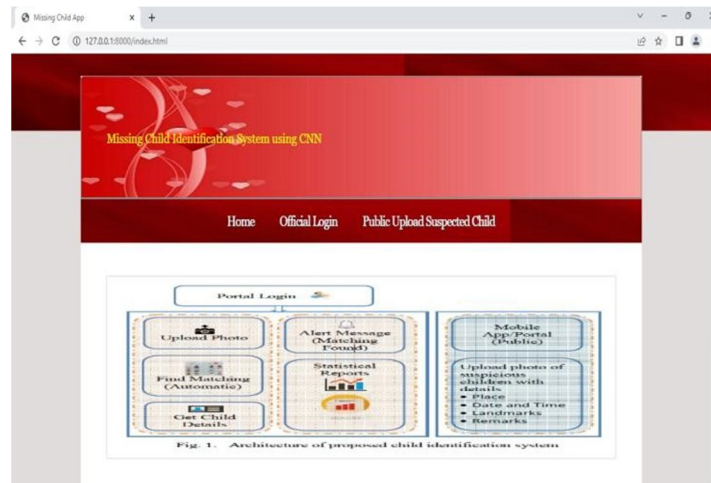 Missing Child App
127.0.0.1:8000/index.html
Missing Child Identification System using CNN
Home Official Login Public Upload Suspected Child
Portal Login
Upload Photo
Find Matching
(Automatic)
Get Child
Details
Alert Message
(Matching
Found)
Statistical
Reports
Mobile
App/Portal
(Public)
Upload photo of
suspicious
children with
details
• Place
• Date and Time
• Landmarks
• Remarks
Fig. 1. Architecture of proposed child identification system